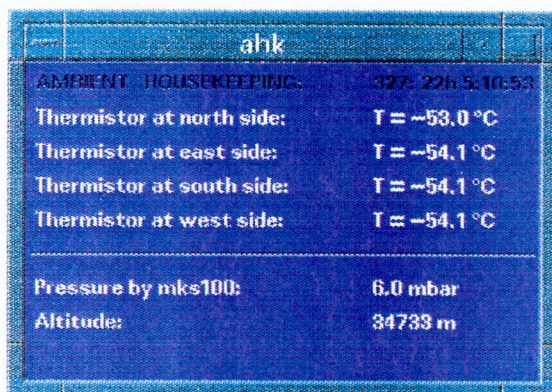 ahk
AMBIENT HOUSEKEEPING: 327: 22h 5:10:53
Thermistor at north side: T = -53.0 °C
Thermistor at east side: T = -54.1 °C
Thermistor at south side: T = -54.1 °C
Thermistor at west side: T = -54.1 °C
Pressure by mks100: 6.0 mbar
Altitude: 34733 m